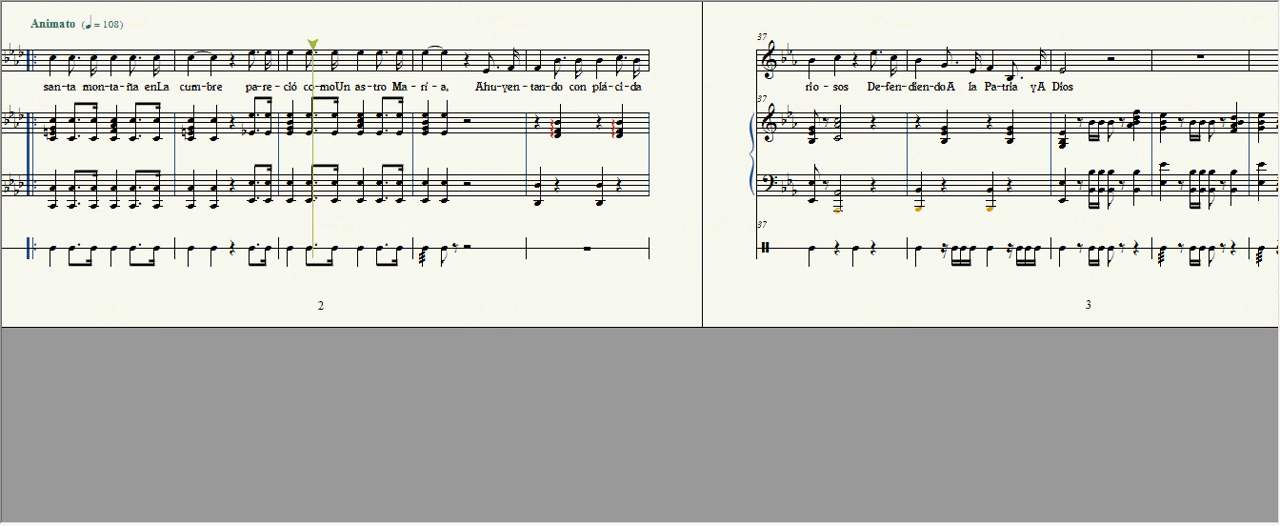 Animato (♩ = 108)
san-ta mon-ta-ña enLa cum-bre pa-re-ció co-moUn as-tro Ma-rí-a, Ahu-yen-tan-do con plá-ci-da
2
37
rio-sos De-fen-dien-doA la Pa-tria yA Dios
37
37
3